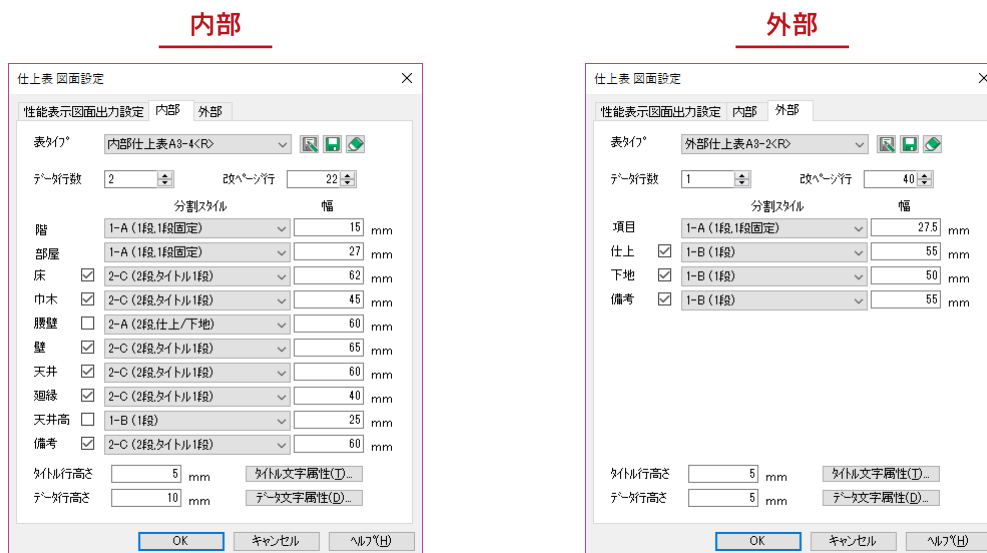 内部
仕上表 図面設定
性能表示図面出力設定 内部 外部
表ﾀｲﾌﾟ 内部仕上表A3-4<R>
ﾃﾞｰﾀ行数 2 改ﾍﾟｰｼﾞ行 22
分割ｽﾀｲﾙ 幅
階 1-A (1段,1段固定) 15 mm
部屋 1-A (1段,1段固定) 27 mm
床 2-C (2段,ﾀｲﾄﾙ1段) 62 mm
巾木 2-C (2段,ﾀｲﾄﾙ1段) 45 mm
腰壁 2-A (2段,仕上/下地) 60 mm
壁 2-C (2段,ﾀｲﾄﾙ1段) 65 mm
天井 2-C (2段,ﾀｲﾄﾙ1段) 60 mm
廻縁 2-C (2段,ﾀｲﾄﾙ1段) 40 mm
天井高 1-B (1段) 25 mm
備考 2-C (2段,ﾀｲﾄﾙ1段) 60 mm
ﾀｲﾄﾙ行高さ 5 mm ﾀｲﾄﾙ文字属性(T)...
ﾃﾞｰﾀ行高さ 10 mm ﾃﾞｰﾀ文字属性(D)...
OK ｷｬﾝｾﾙ ﾍﾙﾌﾟ(H)
外部
仕上表 図面設定
性能表示図面出力設定 内部 外部
表ﾀｲﾌﾟ 外部仕上表A3-2<R>
ﾃﾞｰﾀ行数 1 改ﾍﾟｰｼﾞ行 40
分割ｽﾀｲﾙ 幅
項目 1-A (1段,1段固定) 27.5 mm
仕上 1-B (1段) 55 mm
下地 1-B (1段) 50 mm
備考 1-B (1段) 55 mm
ﾀｲﾄﾙ行高さ 5 mm ﾀｲﾄﾙ文字属性(T)...
ﾃﾞｰﾀ行高さ 5 mm ﾃﾞｰﾀ文字属性(D)...
OK ｷｬﾝｾﾙ ﾍﾙﾌﾟ(H)